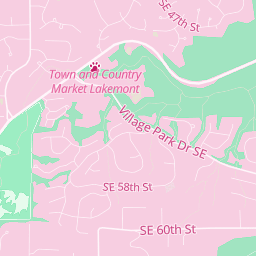 SE 47th St
Town and Country
Market Lakemont
Village Park Dr SE
SE 58th St
SE 60th St